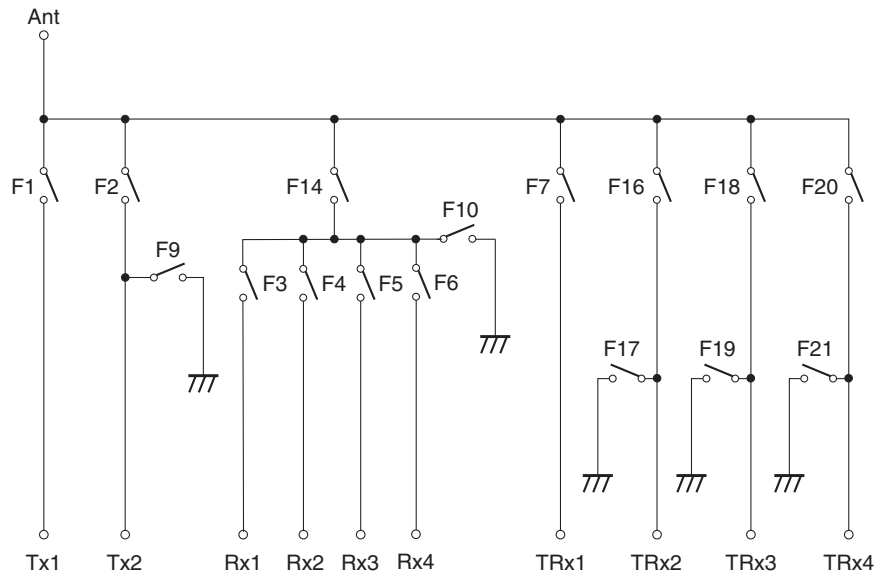 Ant
F1 F2 F14 F7 F16 F18 F20
F10
F9
F3 F4 F5 F6
F17 F19 F21
Tx1 Tx2 Rx1 Rx2 Rx3 Rx4 TRx1 TRx2 TRx3 TRx4